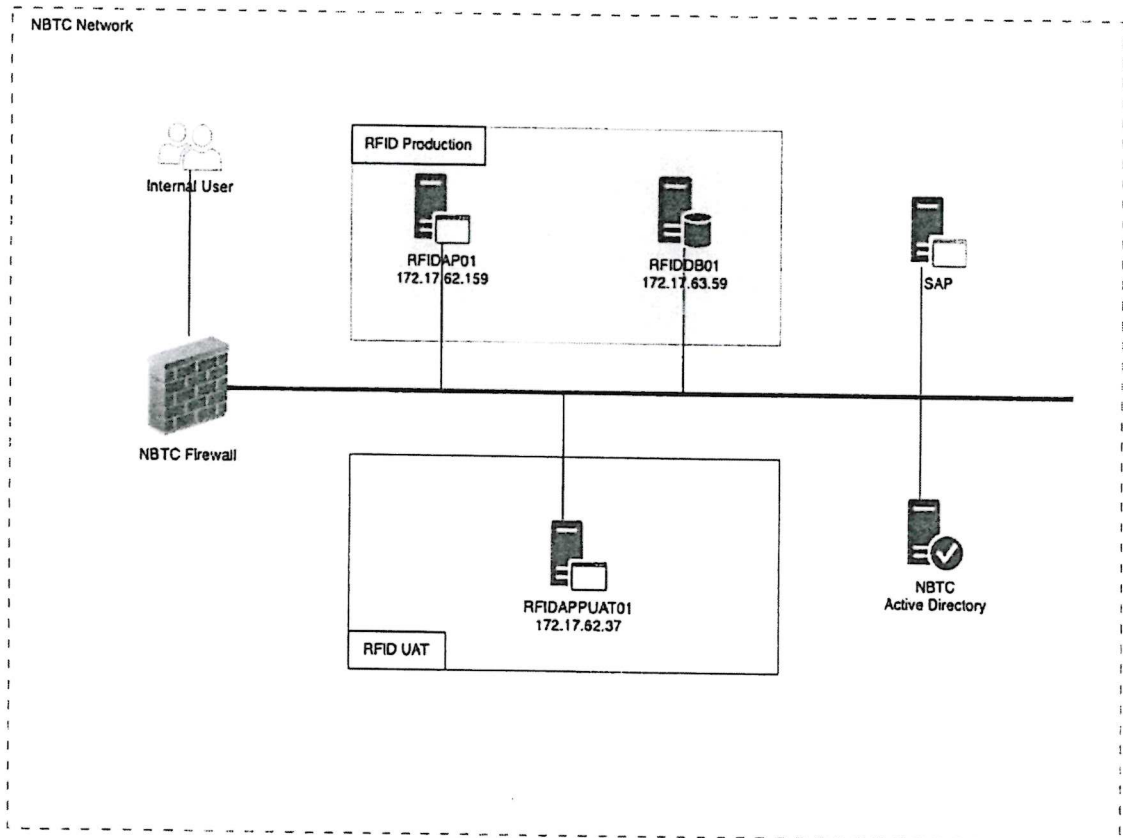 NBTC Network
Internal User
RFID Production
RFIDAP01
172.17.62.159
RFIDDB01
172.17.63.59
SAP
NBTC Firewall
RFIDAPPUAT01
172.17.62.37
NBTC
Active Directory
RFID UAT